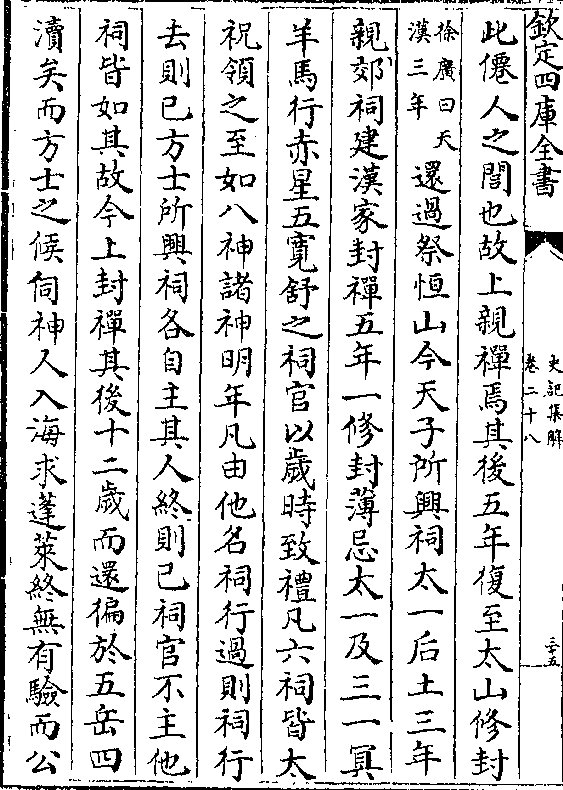 欽定四庫全書
史記集解
卷二十八
三十五
此僊人之閭也故上親禪焉其後五年復至太山修封
徐廣曰天
漢三年
還過祭恒山今天子所興祠太一后土三年
親郊祠建漢家封禪五年一修封薄忌太一及三一冥
羊馬行赤星五寛舒之祠官以歲時致禮凡六祠皆太
祝領之至如八神諸神明年凡由他名祠行過則祠行
去則已方士所興祠各自主其人終則已祠官不主他
祠皆如其故今上封禪其後十二歲而還徧於五岳四
瀆矣而方士之候伺神人入海求蓬萊終無有驗而公